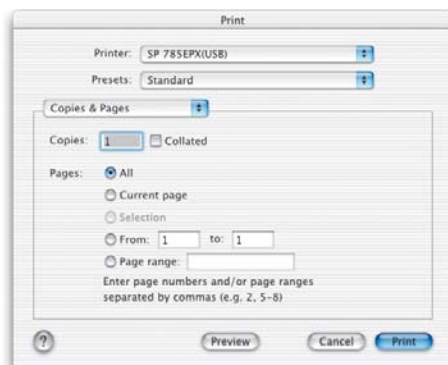 Print
Printer: SP 785EPX(USB)
Presets: Standard
Copies & Pages
Copies: 1 Collated
Pages: All
Current page
Selection
From: 1 to: 1
Page range:
Enter page numbers and/or page ranges
separated by commas (e.g. 2, 5-8)
? Preview Cancel Print